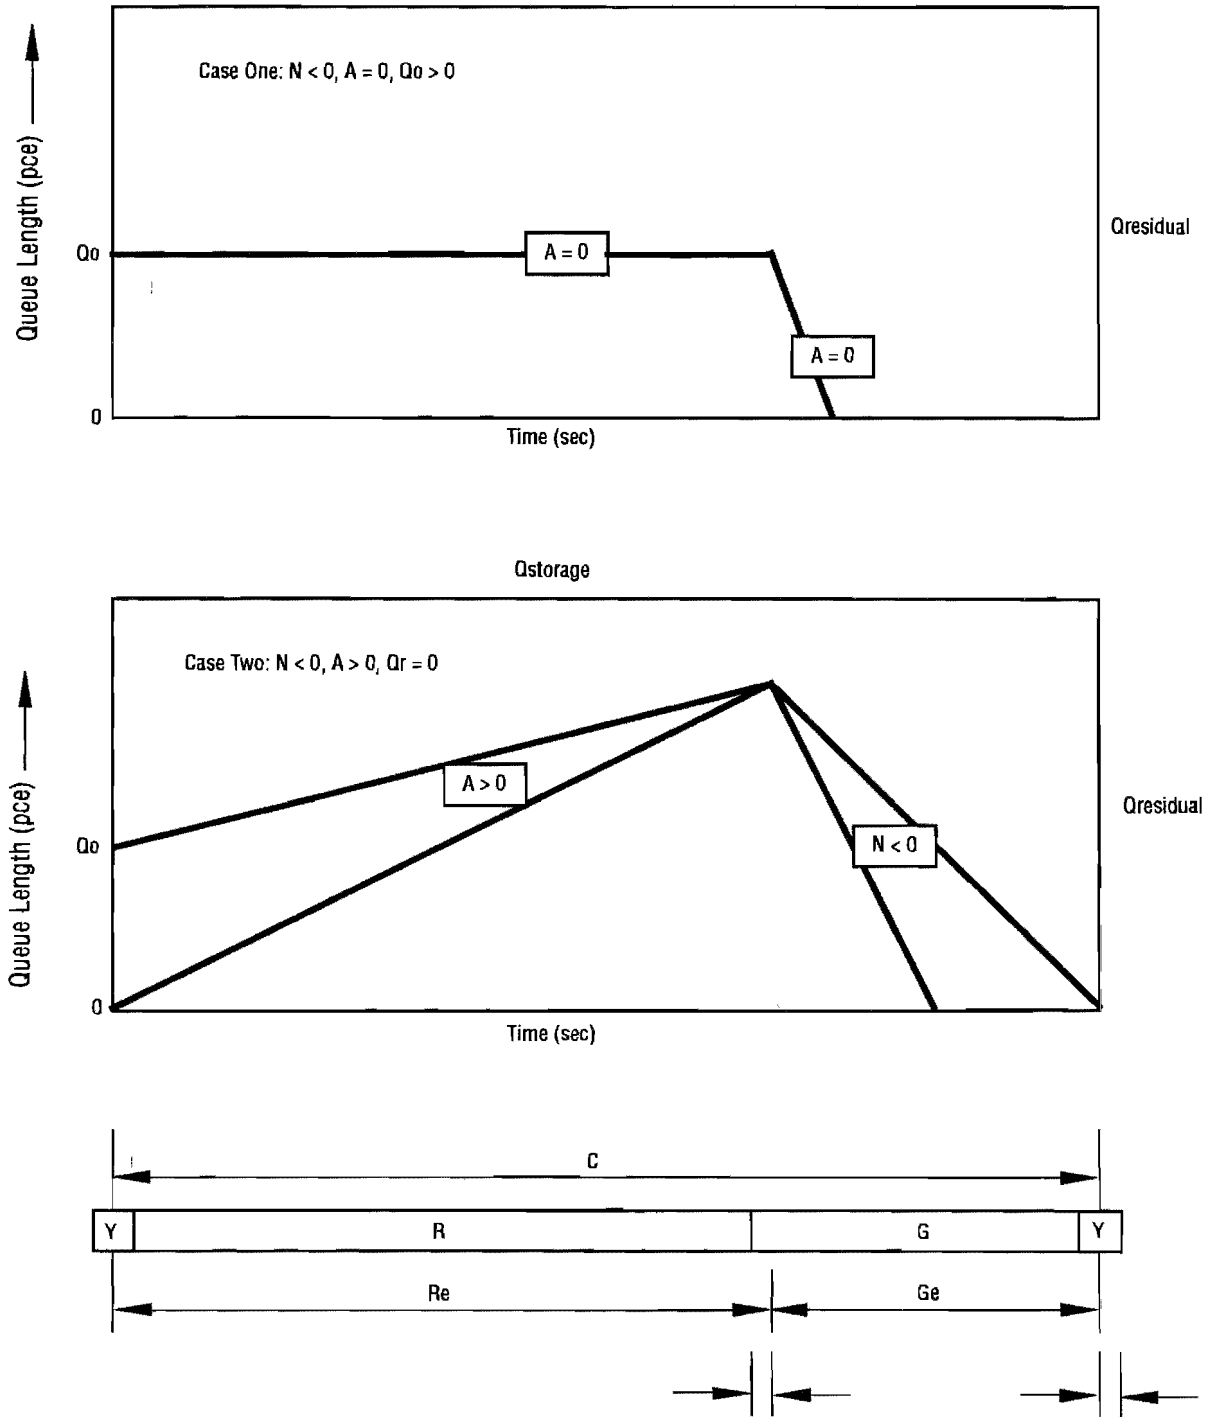 Case One: N < 0, A = 0, Qo > 0
Queue Length (pce)
Qresidual
Qo
A = 0
A = 0
0
Time (sec)
Qstorage
Case Two: N < 0, A > 0, Qr = 0
Queue Length (pce)
A > 0
Qresidual
Qo
N < 0
0
Time (sec)
C
Y
R
G
Y
Re
Ge